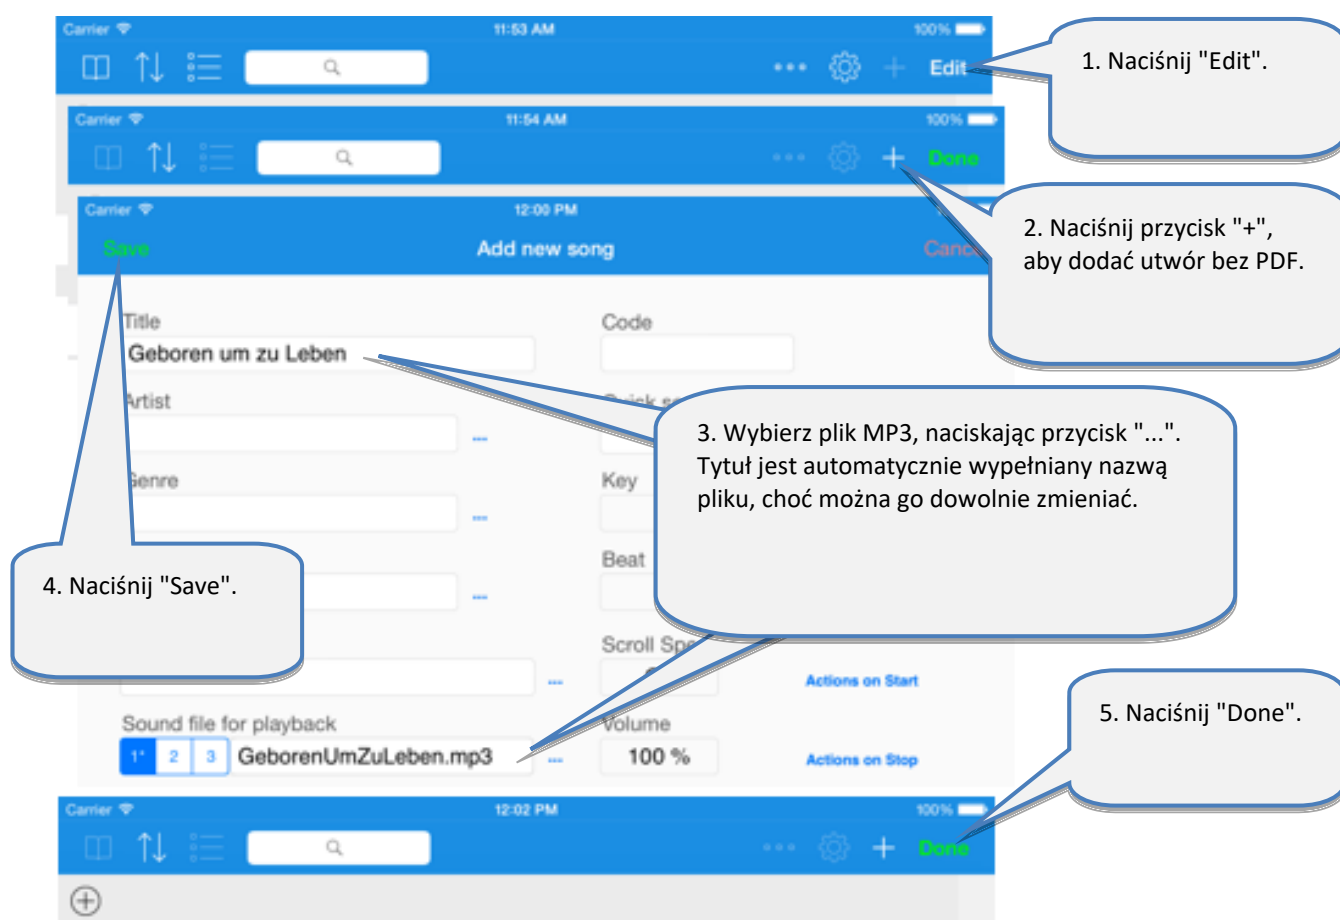 Carrier 11:53 AM 100%
Edit
1. Naciśnij "Edit".
Carrier 11:54 AM 100%
Done
2. Naciśnij przycisk "+",
aby dodać utwór bez PDF.
Carrier 12:00 PM
Save Add new song
Title Code
Geboren um zu Leben
Artist
3. Wybierz plik MP3, naciskając przycisk "...".
Tytuł jest automatycznie wypełniany nazwą
pliku, choć można go dowolnie zmieniać.
Genre Key
Beat
4. Naciśnij "Save".
Scroll
Actions on Start
5. Naciśnij "Done".
Sound file for playback Volume
1* 2 3 GeborenUmZuLeben.mp3 ... 100 % Actions on Stop
Carrier 12:02 PM 100%
Done